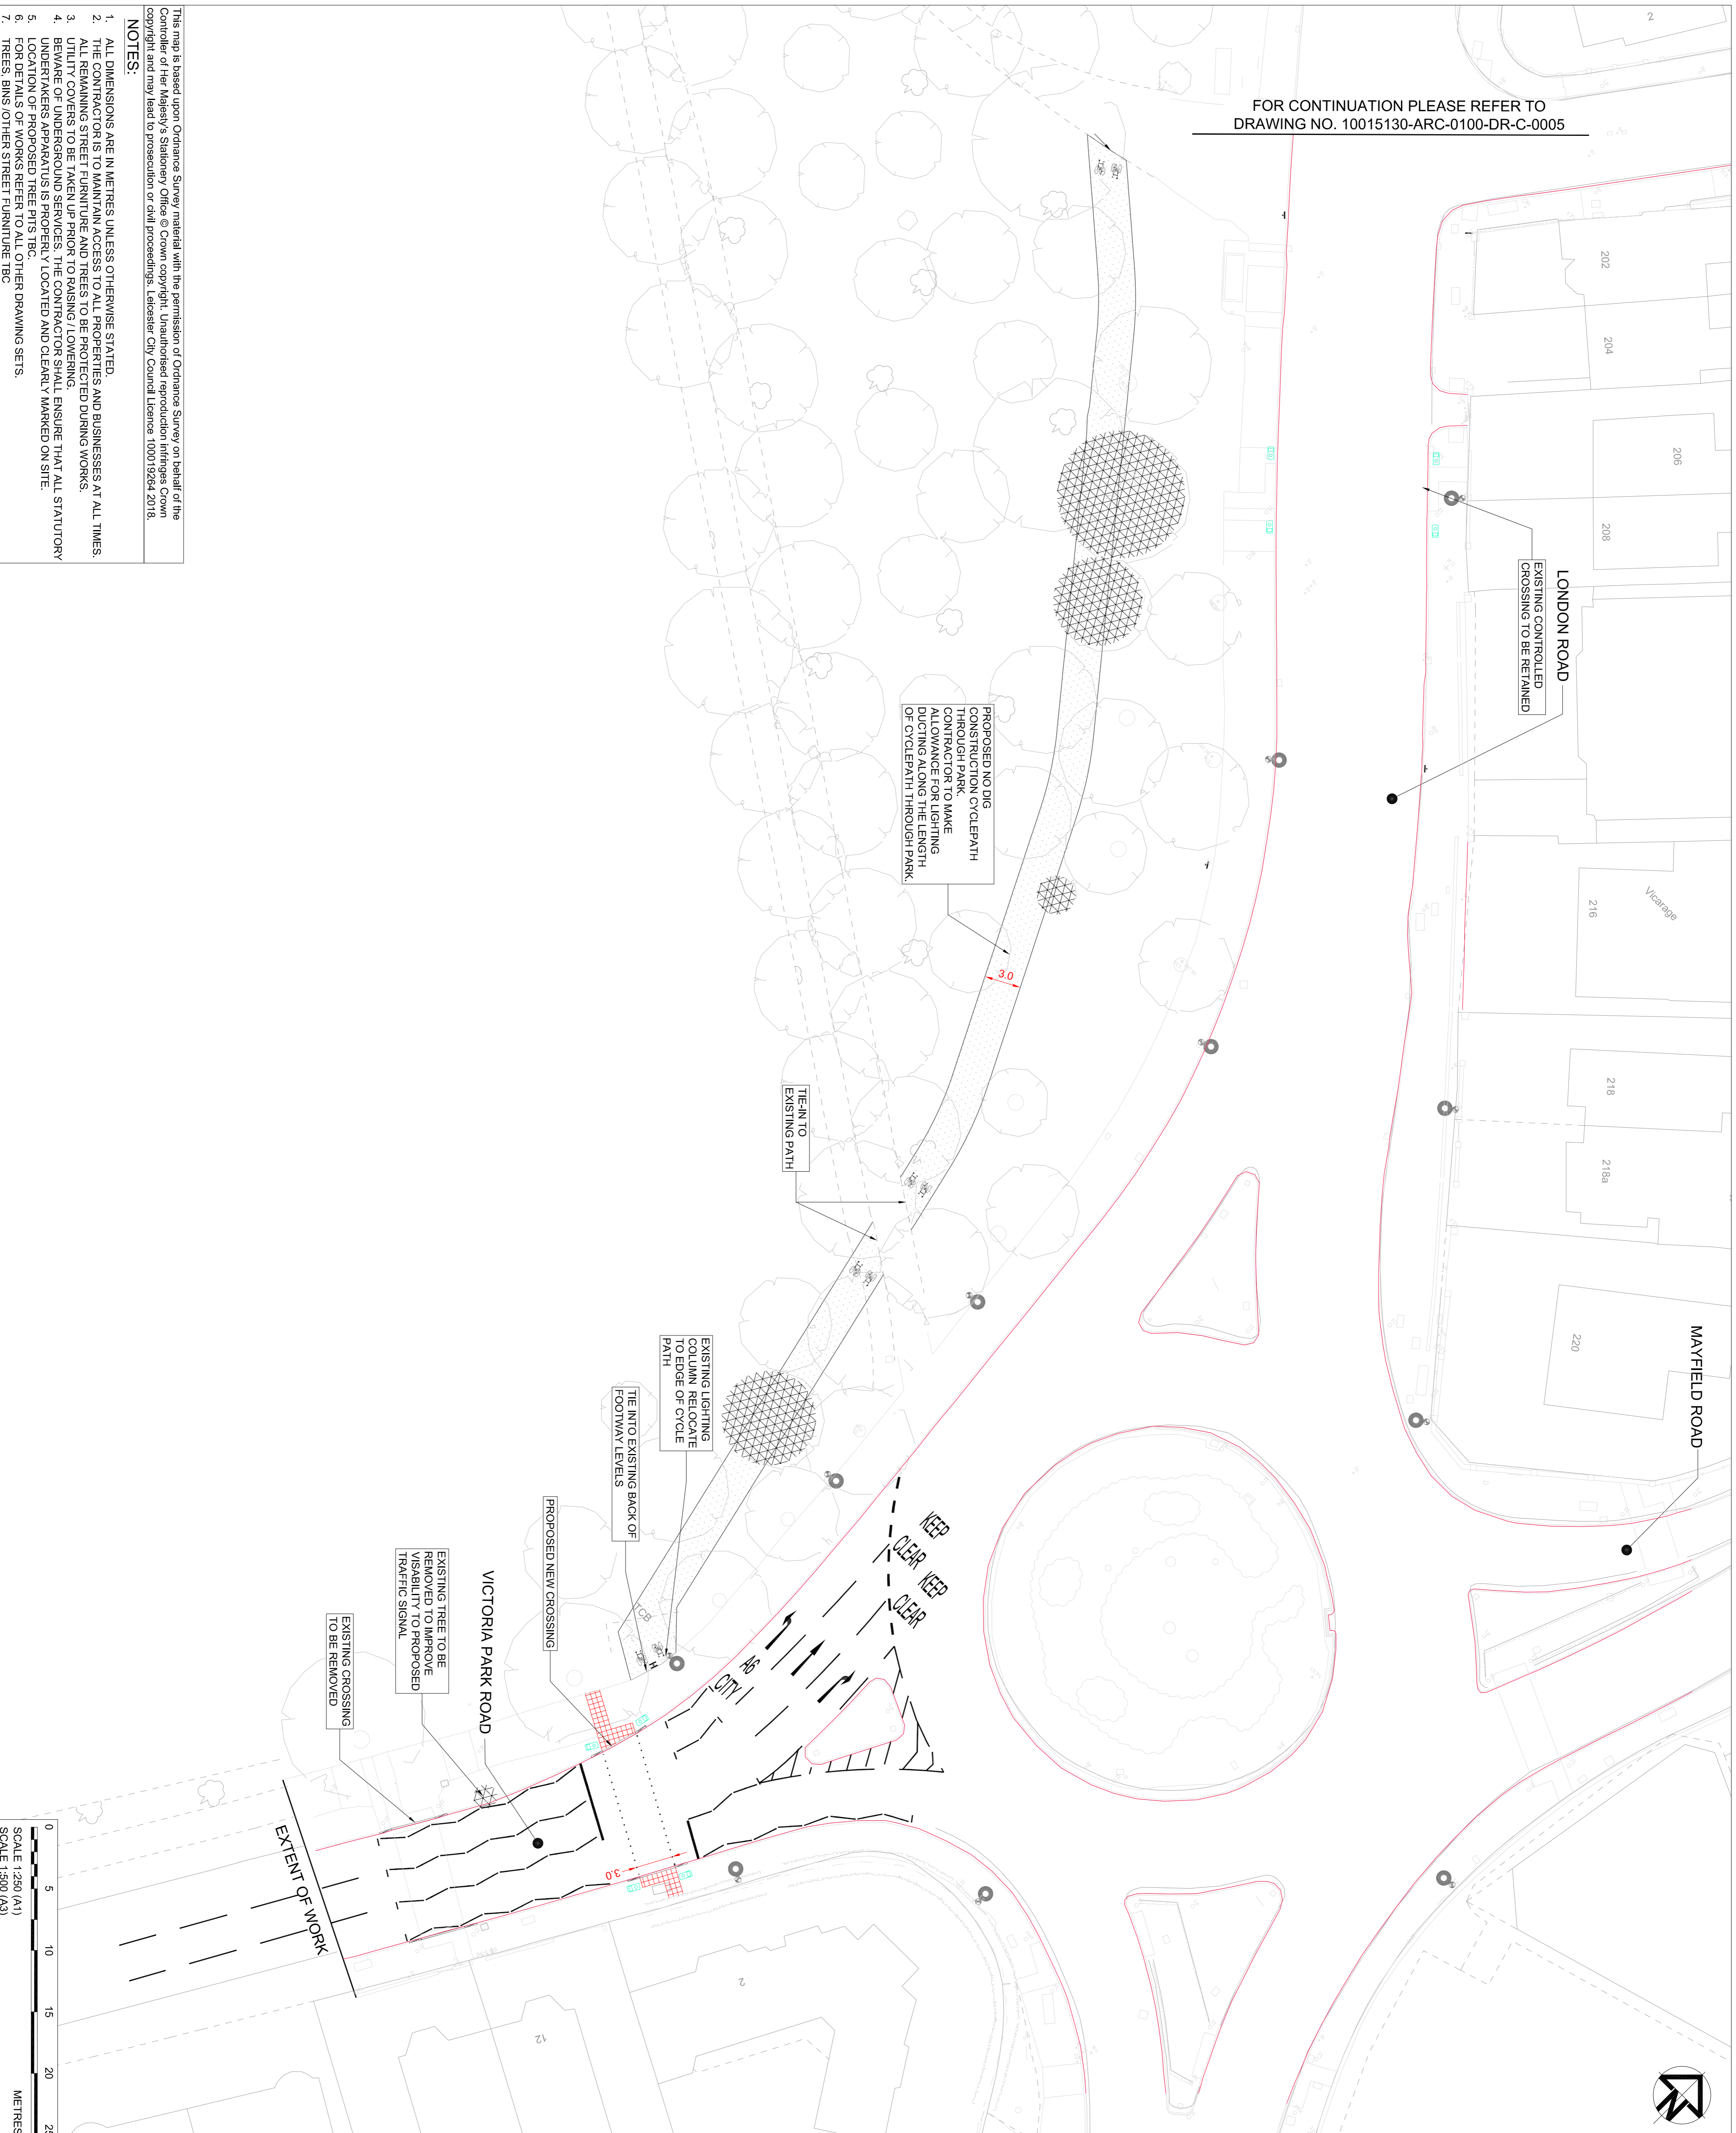 FOR CONTINUATION PLEASE REFER TO
DRAWING NO. 10015130-ARC-0100-DR-C-0005
2
202
204
206
208
LONDON ROAD
EXISTING CONTROLLED
CROSSING TO BE RETAINED
216
Vicarage
218
218a
220
MAYFIELD ROAD
PROPOSED NO DIG
CONSTRUCTION CYCLEPATH
THROUGH PARK.
CONTRACTOR TO MAKE
ALLOWANCE FOR LIGHTING
DUCTING ALONG THE LENGTH
OF CYCLEPATH THROUGH PARK.
3.0
TIE-IN TO
EXISTING PATH
EXISTING LIGHTING
COLUMN RELOCATE
TO EDGE OF CYCLE
PATH
TIE INTO EXISTING BACK OF
FOOTWAY LEVELS
PROPOSED NEW CROSSING
VICTORIA PARK ROAD
EXISTING TREE TO BE
REMOVED TO IMPROVE
VISABILITY TO PROPOSED
TRAFFIC SIGNAL
EXISTING CROSSING
TO BE REMOVED
TCB
H
KEEP
CLEAR
KEEP
CLEAR
A6
CITY
3.0
EXTENT OF WORK
2
12
N
This map is based upon Ordnance Survey material with the permission of Ordnance Survey on behalf of the
Controller of Her Majesty's Stationery Office © Crown copyright. Unauthorised reproduction infringes Crown
copyright and may lead to prosecution or civil proceedings. Leicester City Council Licence 100019264 2018.
NOTES:
1. ALL DIMENSIONS ARE IN METRES UNLESS OTHERWISE STATED.
2. THE CONTRACTOR IS TO MAINTAIN ACCESS TO ALL PROPERTIES AND BUSINESSES AT ALL TIMES.
ALL REMAINING STREET FURNITURE AND TREES TO BE PROTECTED DURING WORKS.
3. UTILITY COVERS TO BE TAKEN UP PRIOR TO RAISING / LOWERING.
4. BEWARE OF UNDERGROUND SERVICES. THE CONTRACTOR SHALL ENSURE THAT ALL STATUTORY
UNDERTAKERS APPARATUS IS PROPERLY LOCATED AND CLEARLY MARKED ON SITE.
5. LOCATION OF PROPOSED TREE PITS TBC.
6. FOR DETAILS OF WORKS REFER TO ALL OTHER DRAWING SETS.
7. TREES, BINS /OTHER STREET FURNITURE TBC
0 5 10 15 20 25
METRES
SCALE 1:250 (A1)
SCALE 1:500 (A3)